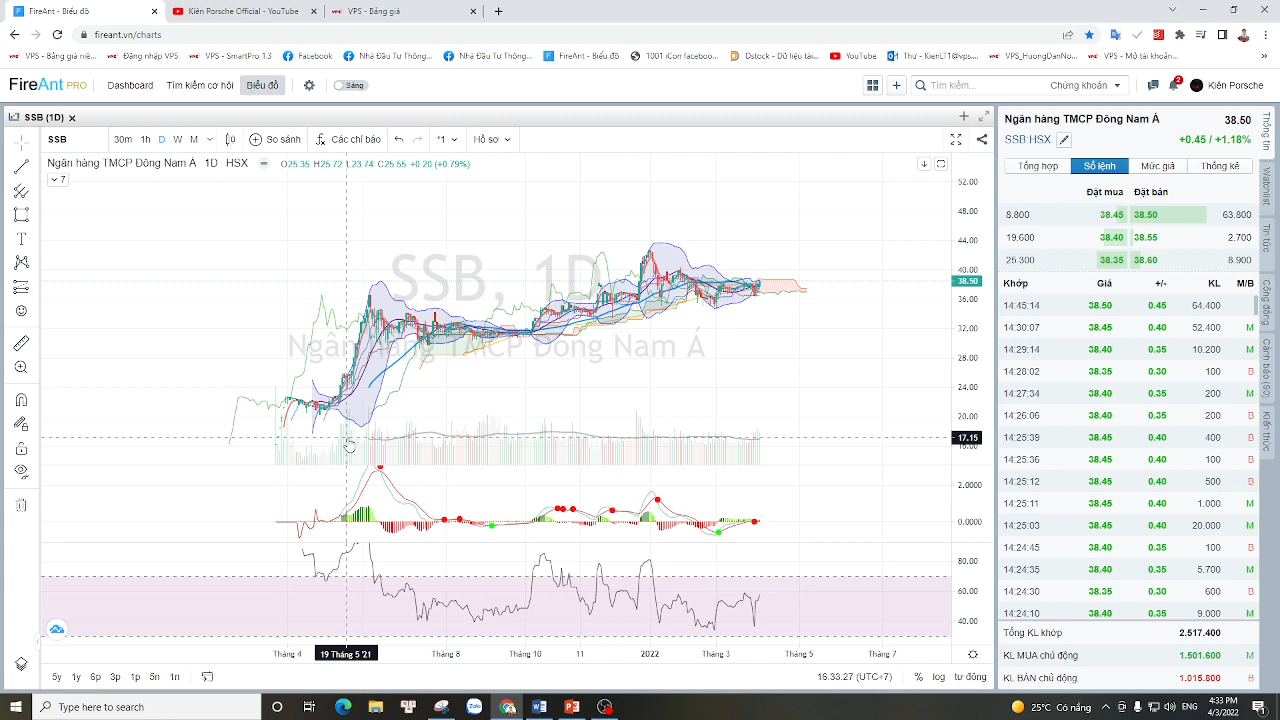 FireAnt - Biểu đồ
Kiên Porsche Official - YouTube
VPS - Bảng giá
fireant.vn/charts
VPS - Bảng giá niê...
Đăng nhập VPS
VPS - SmartPro 13
Facebook
Nhà Đầu Tư Thông...
Nhà Đầu Tư Thông...
FireAnt - Biểu đồ
1001 icon Faceboo...
Dstock - Dữ liệu
YouTube
Thư - KienLT1@vps...
VPS_HuongDanNo...
VPS - Mở tài khoản...
FireAnt PRO
Dashboard
Tìm kiếm cơ hội
Biểu đồ
Sáng
Tìm kiếm...
Chứng khoán
2
Kiên Porsche
SSB (1D)
SSB
30m
1h
D
W
M
So sánh
Các chỉ báo
*1
Hồ sơ
Ngân hàng TMCP Đông Nam Á 1D HSX
O25.35 H25.72 L23.74 C25.55 +0.20 (+0.79%)
7
SSB, 1D
Ngân hàng TMCP Đông Nam Á
52.00
48.00
44.00
40.00
38.50
36.00
32.00
28.00
24.00
20.00
17.15
2.0000
0.0000
80.00
60.00
40.00
Tháng 4
19 Tháng 5 21
Tháng 8
Tháng 10
11
2022
Tháng 3
Tháng 5
Tháng 7
5y
1y
6p
3p
1p
5n
1n
16:33:27 (UTC+7)
%
log
tự động
Ngân hàng TMCP Đông Nam Á
38.50
SSB:HSX
+0.45 / +1.18%
Tổng hợp
Sổ lệnh
Mức giá
Thống kê
Đặt mua
Đặt bán
8.800 38.45 38.50 63.800
19.600 38.40 38.55 2.700
25.300 38.35 38.60 8.900
Khớp Giá +/- KL M/B
14:45:14 38.50 0.45 64.400
14:30:07 38.45 0.40 52.400 M
14:29:14 38.40 0.35 10.200 M
14:28:02 38.35 0.30 100 B
14:27:34 38.40 0.35 200 M
14:26:06 38.40 0.35 200 B
14:25:39 38.45 0.40 400 B
14:25:36 38.45 0.40 100 B
14:25:12 38.45 0.40 500 B
14:25:11 38.45 0.40 1.000 M
14:25:03 38.45 0.40 20.000 M
14:24:45 38.40 0.35 100 B
14:24:35 38.40 0.35 5.700 M
14:24:30 38.35 0.30 600 B
14:24:10 38.40 0.35 9.000 M
Tổng KL khớp 2.517.400
KL MUA chủ động 1.501.600 M
KL BÁN chủ động 1.015.800 B
Thông tin
Watchlist
Tin tức
Cộng đồng
Cảnh báo (90)
Kiến thức
Type here to search
25°C Cloudy
ENG
4:33 PM
4/3/2022